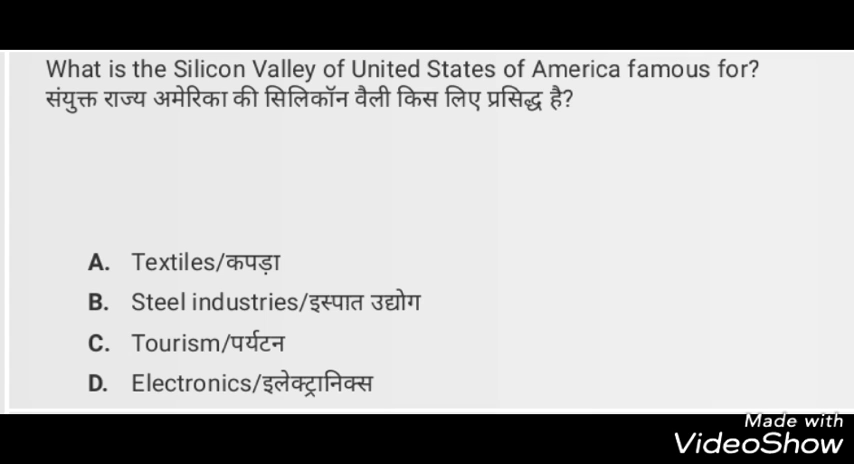 What is the Silicon Valley of United States of America famous for?
संयुक्त राज्य अमेरिका की सिलिकॉन वैली किस लिए प्रसिद्ध है?
A. Textiles/कपड़ा
B. Steel industries/इस्पात उद्योग
C. Tourism/पर्यटन
D. Electronics/इलेक्ट्रानिक्स
Made with
VideoShow